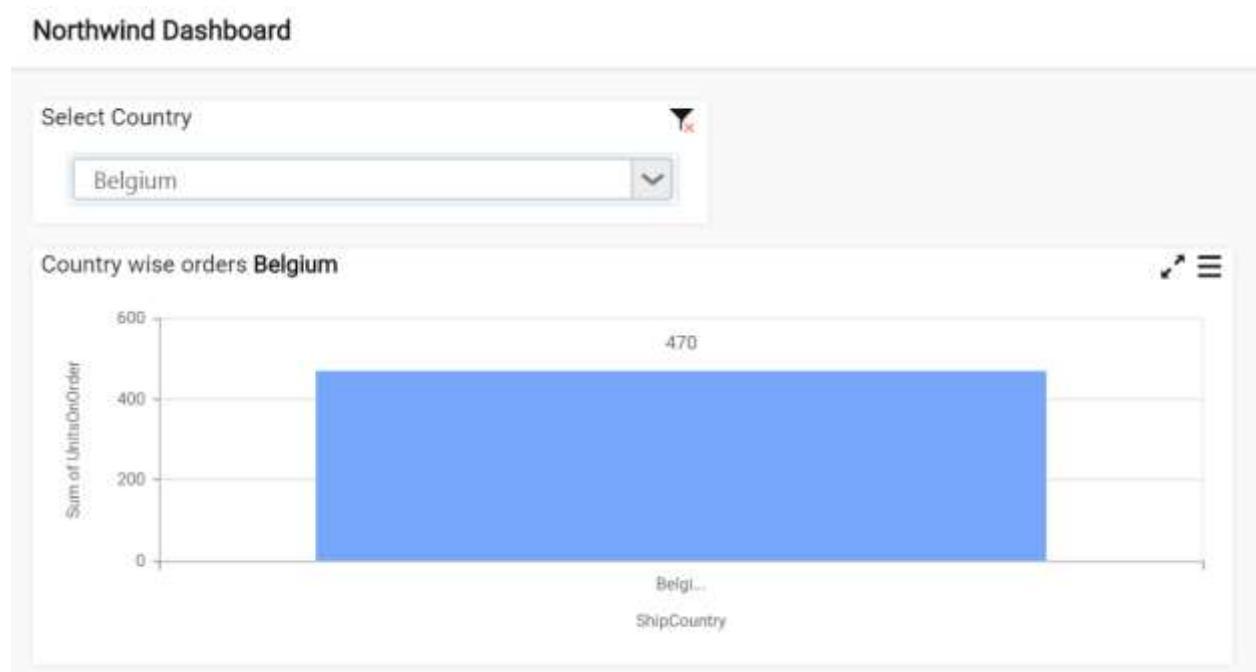 Northwind Dashboard
Select Country
Belgium
Country wise orders Belgium
600
470
400
200
0
Sum of UnitsOnOrder
Belgi...
ShipCountry